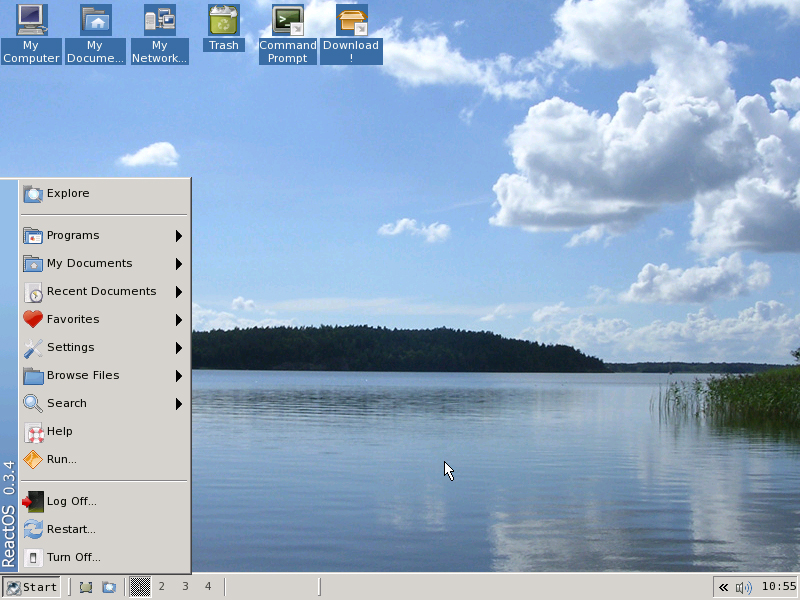 My
Computer
My
Docume...
My
Network...
Trash
Command
Prompt
Download
!
Explore
Programs
My Documents
Recent Documents
Favorites
Settings
Browse Files
Search
Help
Run...
Log Off...
Restart...
Turn Off...
ReactOS 0.3.4
Start
2 3 4
10:55